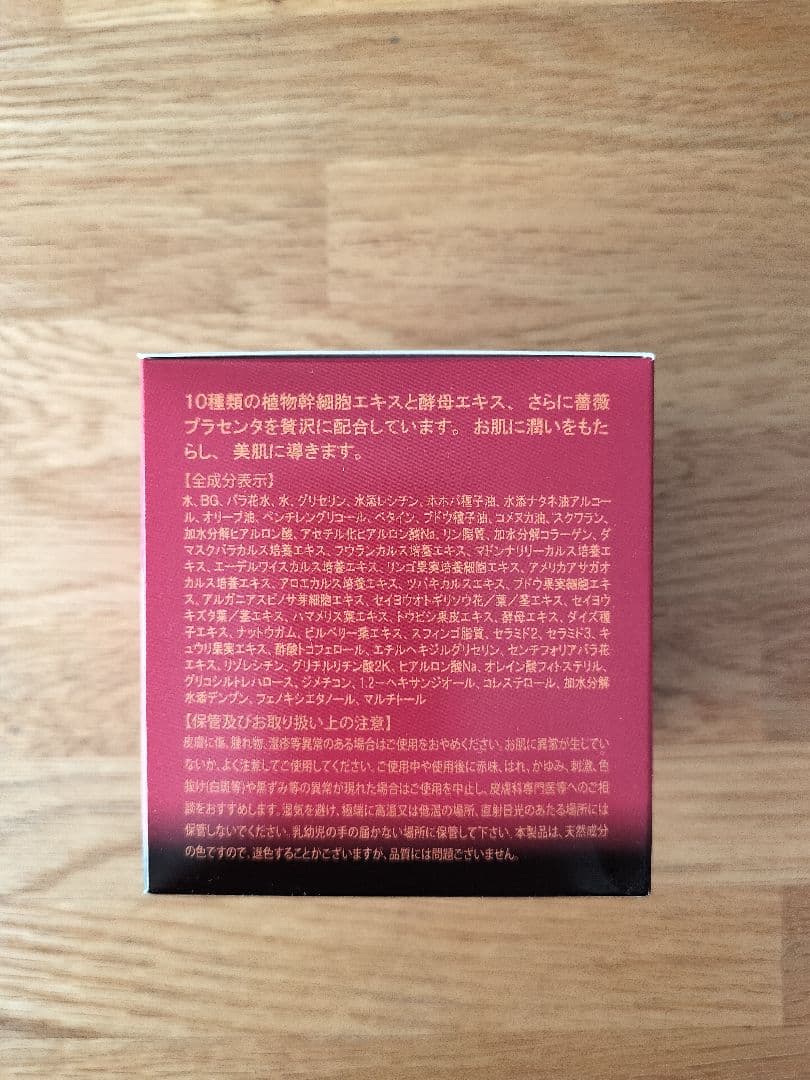 10種類の植物幹細胞エキスと酵母エキス、さらに薔薇
プラセンタを贅沢に配合しています。お肌に潤いをもた
らし、美肌に導きます。
【全成分表示】
水、BG、バラ花水、水、グリセリン、水添レシチン、ホホバ種子油、水添ナタネ油アルコー
ル、オリーブ油、ペンチレングリコール、ベタイン、ブドウ種子油、コメヌカ油、スクワラン、
加水分解ヒアルロン酸、アセチル化ヒアルロン酸Na、リン脂質、加水分解コラーゲン、ダ
マスクバラカルス培養エキス、フウランカルス培養エキス、マドンナリリーカルス培養エ
キス、エーデルワイスカルス培養エキス、リンゴ果実培養細胞エキス、アメリカアサガオ
カルス培養エキス、アロエカルス培養エキス、ツバキカルスエキス、ブドウ果実細胞エキ
ス、アルガニアスピノサ芽細胞エキス、セイヨウオトギリソウ花／葉／茎エキス、セイヨウ
キズタ葉／茎エキス、ハマメリス葉エキス、トウビシ果皮エキス、酵母エキス、ダイズ種
子エキス、ナットウガム、ビルベリー葉エキス、スフィンゴ脂質、セラミド2、セラミド3、キ
ュウリ果実エキス、酢酸トコフェロール、エチルヘキシルグリセリン、センチフォリアバラ花
エキス、リゾレシチン、グリチルリチン酸2K、ヒアルロン酸Na、オレイン酸フィトステリル、
グリコシルトレハロース、ジメチコン、1.2－ヘキサンジオール、コレステロール、加水分解
水添デンプン、フェノキシエタノール、マルチトール
【保管及びお取り扱い上の注意】
皮膚に傷、腫れ物、湿疹等異常のある場合はご使用をおやめください。お肌に異常が生してい
ないか、よく注意してご使用してください。ご使用中や使用後に赤味、はれ、かゆみ、刺激、色
抜け(白斑等)や黒ずみ等の異常が現れた場合はご使用を中止し、皮膚科専門医等へのご相
談をおすすめします。湿気を避け、極端に高温又は低温の場所、直射日光のあたる場所には
保管しないでください。乳幼児の手の届かない場所に保管して下さい。本製品は、天然成分
の色ですので、退色することがございますが、品質には問題ございません。